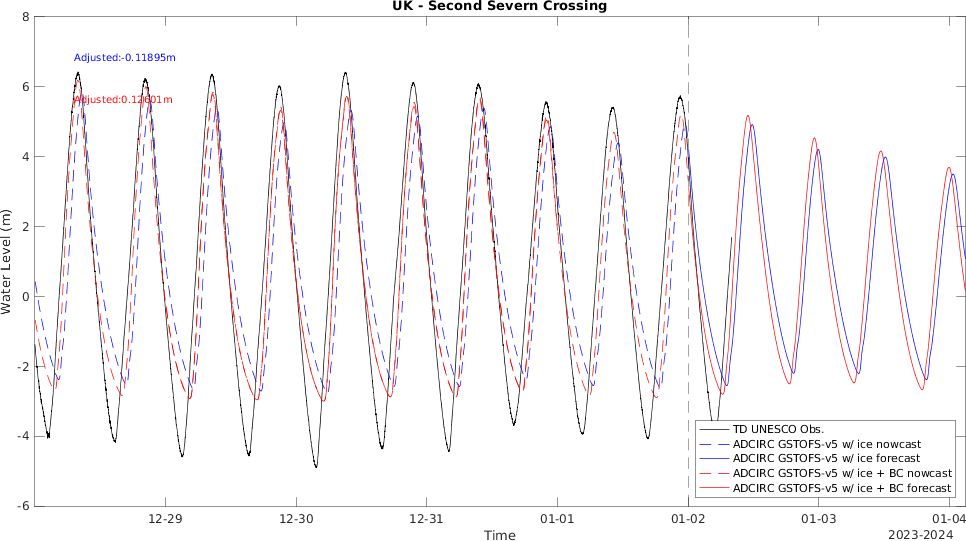 UK - Second Severn Crossing
8
6
4
2
0
-2
-4
-6
Water Level (m)
Adjusted:-0.11895m
Adjusted:0.12601m
TD UNESCO Obs.
ADCIRC GSTOFS-v5 w/ ice nowcast
ADCIRC GSTOFS-v5 w/ ice forecast
ADCIRC GSTOFS-v5 w/ ice + BC nowcast
ADCIRC GSTOFS-v5 w/ ice + BC forecast
12-29 12-30 12-31 01-01 01-02 01-03 01-04
Time
2023-2024